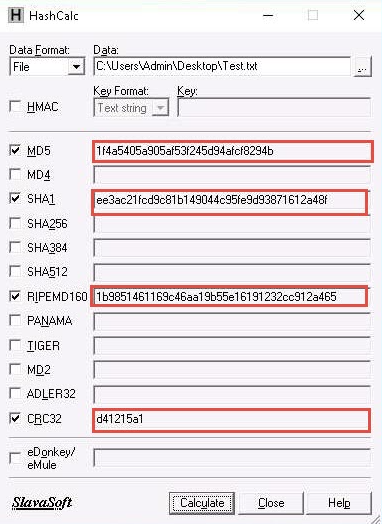 HashCalc
Data Format: Data:
File C:\Users\Admin\Desktop\Test.txt ...
Key Format: Key:
HMAC Text string
MD5 1f4a5405a905af53f245d94afcf8294b
MD4
SHA1 ee3ac21fcd9c81b149044c95fe9d93871612a48f
SHA256
SHA384
SHA512
RIPEMD160 1b9851461169c46aa19b55e16191232cc912a465
PANAMA
TIGER
MD2
ADLER32
CRC32 d41215a1
eDonkey/
eMule
SlavaSoft Calculate Close Help